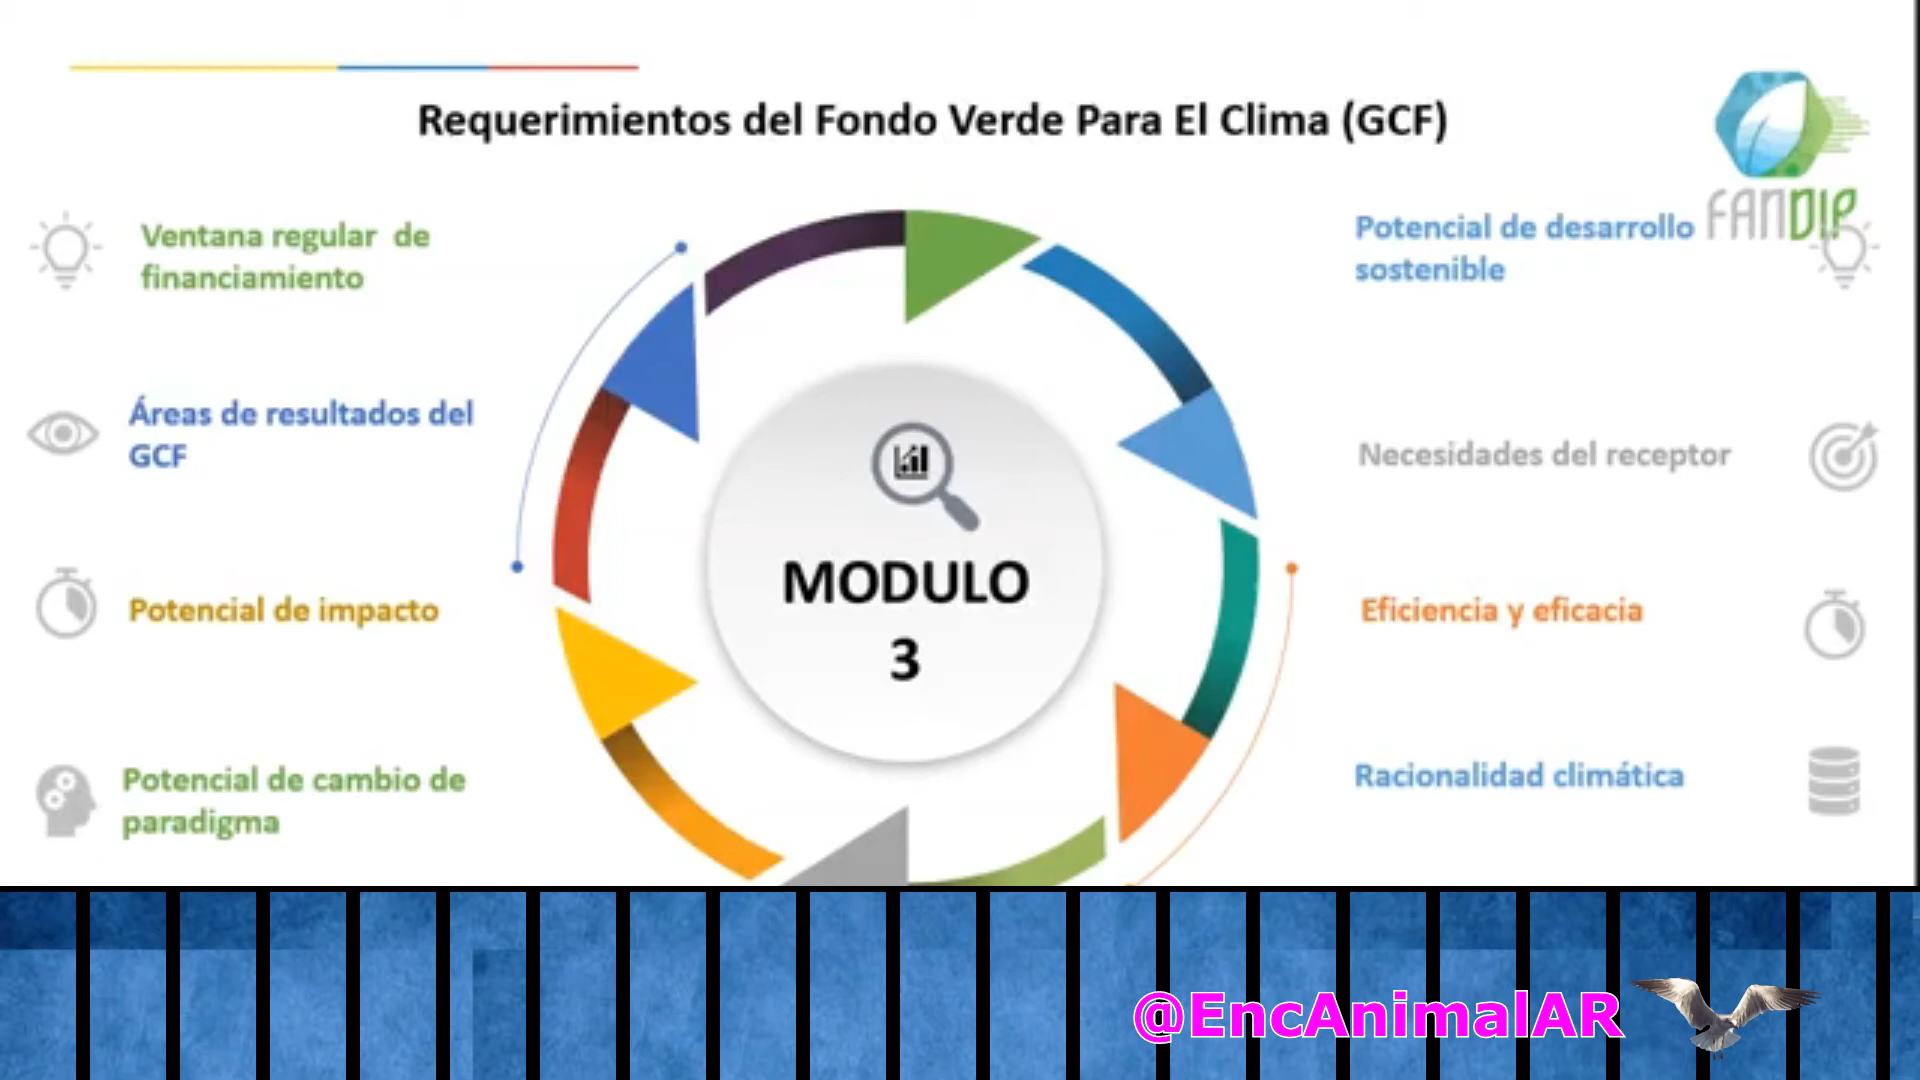 Requerimientos del Fondo Verde Para El Clima (GCF)
FANDIP
Ventana regular de
financiamiento
Áreas de resultados del
GCF
Potencial de impacto
Potencial de cambio de
paradigma
MODULO
3
Potencial de desarrollo
sostenible
Necesidades del receptor
Eficiencia y eficacia
Racionalidad climática
@EncAnimalAR